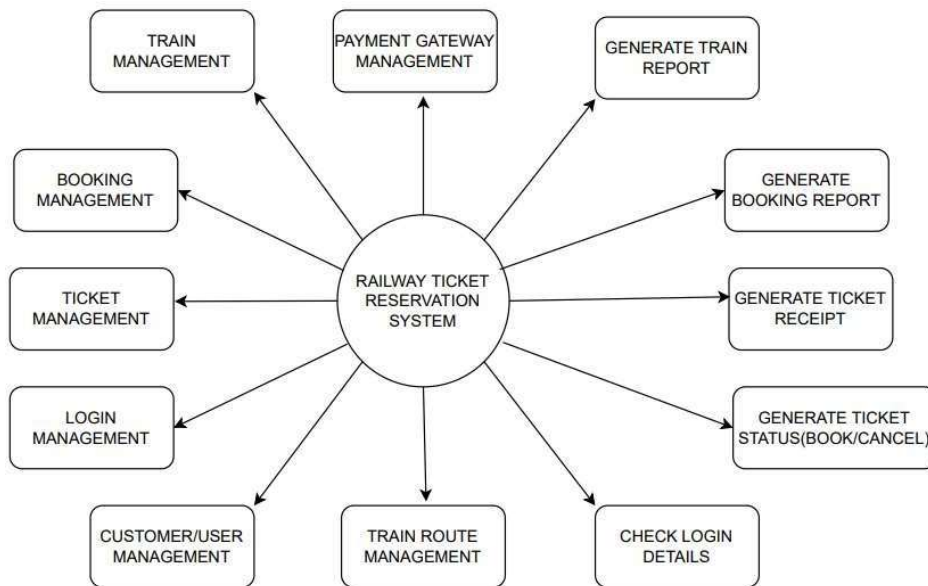 TRAIN
MANAGEMENT
PAYMENT GATEWAY
MANAGEMENT
GENERATE TRAIN
REPORT
BOOKING
MANAGEMENT
GENERATE
BOOKING REPORT
RAILWAY TICKET
RESERVATION
SYSTEM
TICKET
MANAGEMENT
GENERATE TICKET
RECEIPT
LOGIN
MANAGEMENT
GENERATE TICKET
STATUS(BOOK/CANCEL)
CUSTOMER/USER
MANAGEMENT
TRAIN ROUTE
MANAGEMENT
CHECK LOGIN
DETAILS